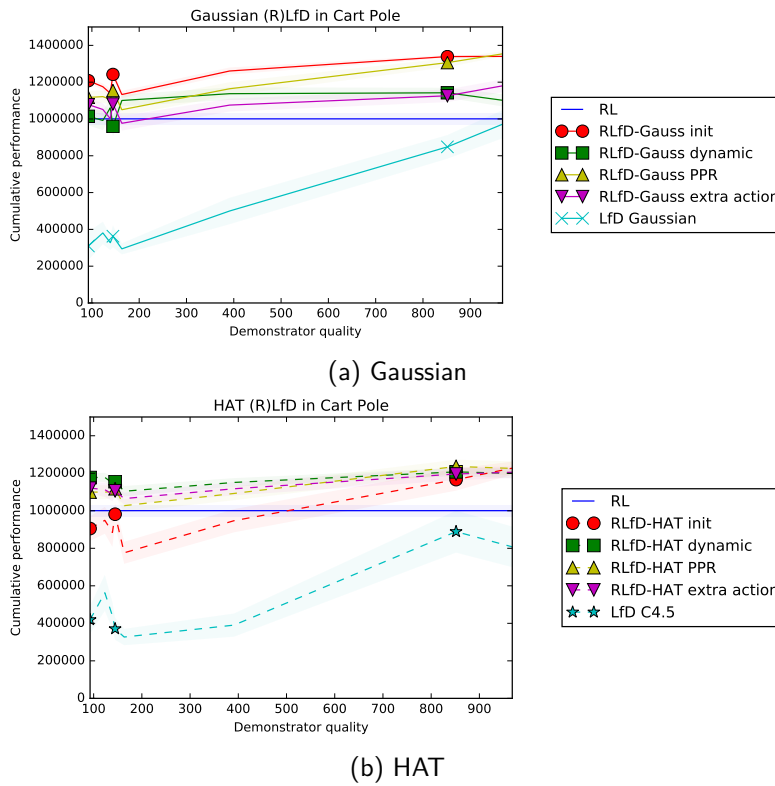 Gaussian (R)LfD in Cart Pole
1400000
1200000
1000000
800000
600000
400000
200000
0
Cumulative performance
100 200 300 400 500 600 700 800 900
Demonstrator quality
RL
RLfD-Gauss init
RLfD-Gauss dynamic
RLfD-Gauss PPR
RLfD-Gauss extra action
LfD Gaussian
(a) Gaussian
HAT (R)LfD in Cart Pole
1400000
1200000
1000000
800000
600000
400000
200000
0
Cumulative performance
100 200 300 400 500 600 700 800 900
Demonstrator quality
RL
RLfD-HAT init
RLfD-HAT dynamic
RLfD-HAT PPR
RLfD-HAT extra action
LfD C4.5
(b) HAT